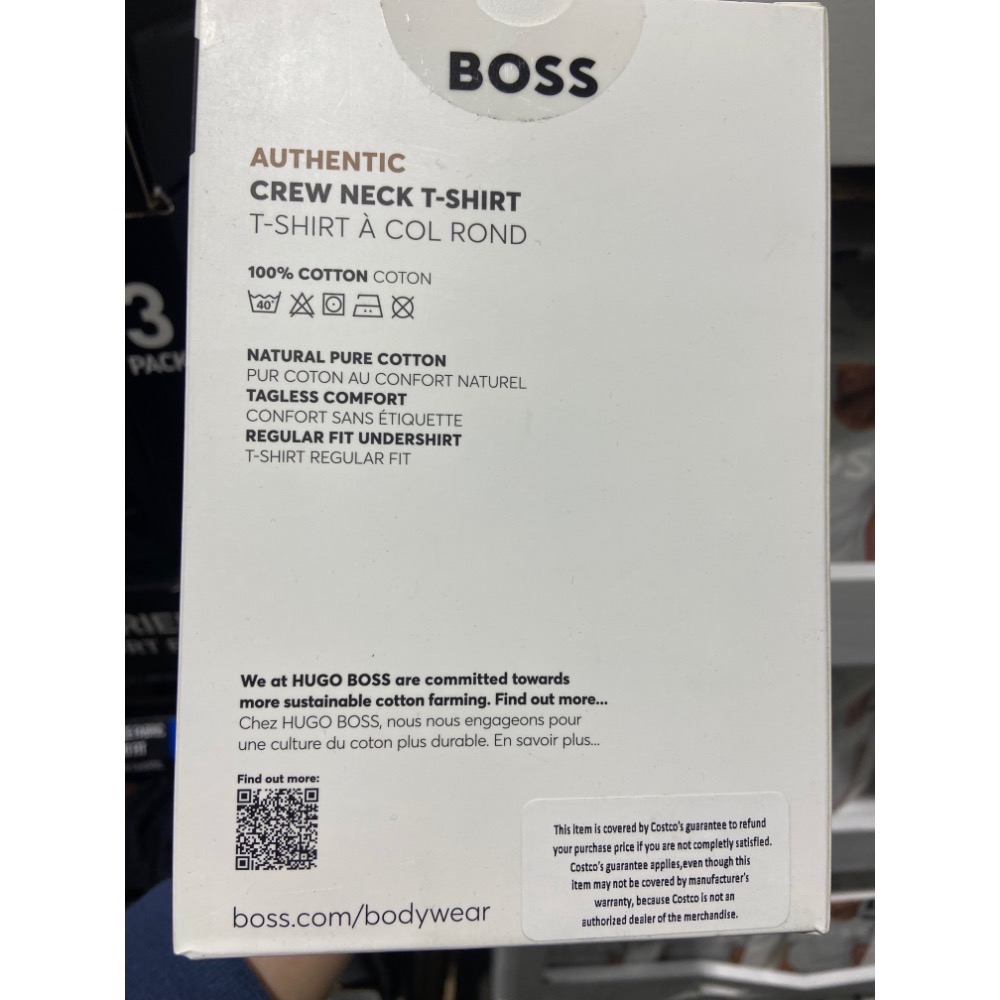 BOSS
AUTHENTIC
CREW NECK T-SHIRT
T-SHIRT À COL ROND
100% COTTON COTON
40°
NATURAL PURE COTTON
PUR COTON AU CONFORT NATUREL
TAGLESS COMFORT
CONFORT SANS ÉTIQUETTE
REGULAR FIT UNDERSHIRT
T-SHIRT REGULAR FIT
We at HUGO BOSS are committed towards
more sustainable cotton farming. Find out more...
Chez HUGO BOSS, nous nous engageons pour
une culture du coton plus durable. En savoir plus...
Find out more:
boss.com/bodywear
This item is covered by Costco's guarantee to refund
your purchase price if you are not completly satisfied.
Costco's guarantee applies,even though this
item may not be covered by manufacturer's
warranty, because Costco is not an
authorized dealer of the merchandise.
3
PACK